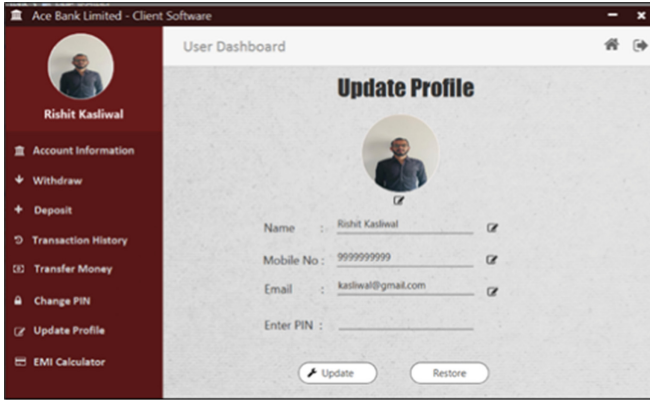 Ace Bank Limited - Client Software
User Dashboard
Rishit Kasliwal
Account Information
Withdraw
Deposit
Transaction History
Transfer Money
Change PIN
Update Profile
EMI Calculator
Update Profile
Name : Rishit Kasliwal
Mobile No : 9999999999
Email : kasliwal@gmail.com
Enter PIN :
Update Restore